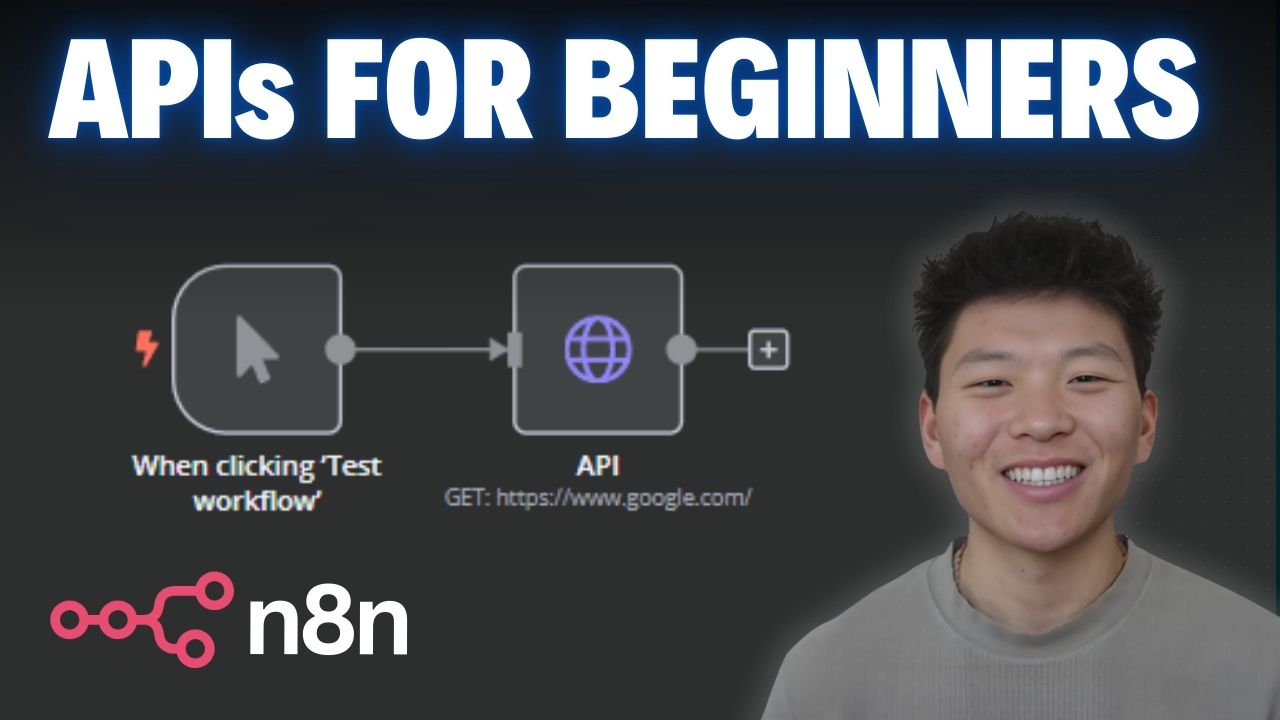 APIs FOR BEGINNERS
When clicking ‘Test
workflow’
API
GET: https://www.google.com/
n8n